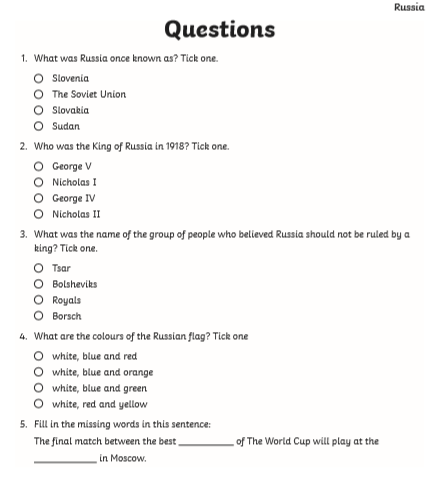 Russia
Questions
1. What was Russia once known as? Tick one.
Slovenia
The Soviet Union
Slovakia
Sudan
2. Who was the King of Russia in 1918? Tick one.
George V
Nicholas I
George IV
Nicholas II
3. What was the name of the group of people who believed Russia should not be ruled by a
king? Tick one.
Tsar
Bolsheviks
Royals
Borsch
4. What are the colours of the Russian flag? Tick one
white, blue and red
white, blue and orange
white, blue and green
white, red and yellow
5. Fill in the missing words in this sentence:
The final match between the best __________ of The World Cup will play at the
___________ in Moscow.